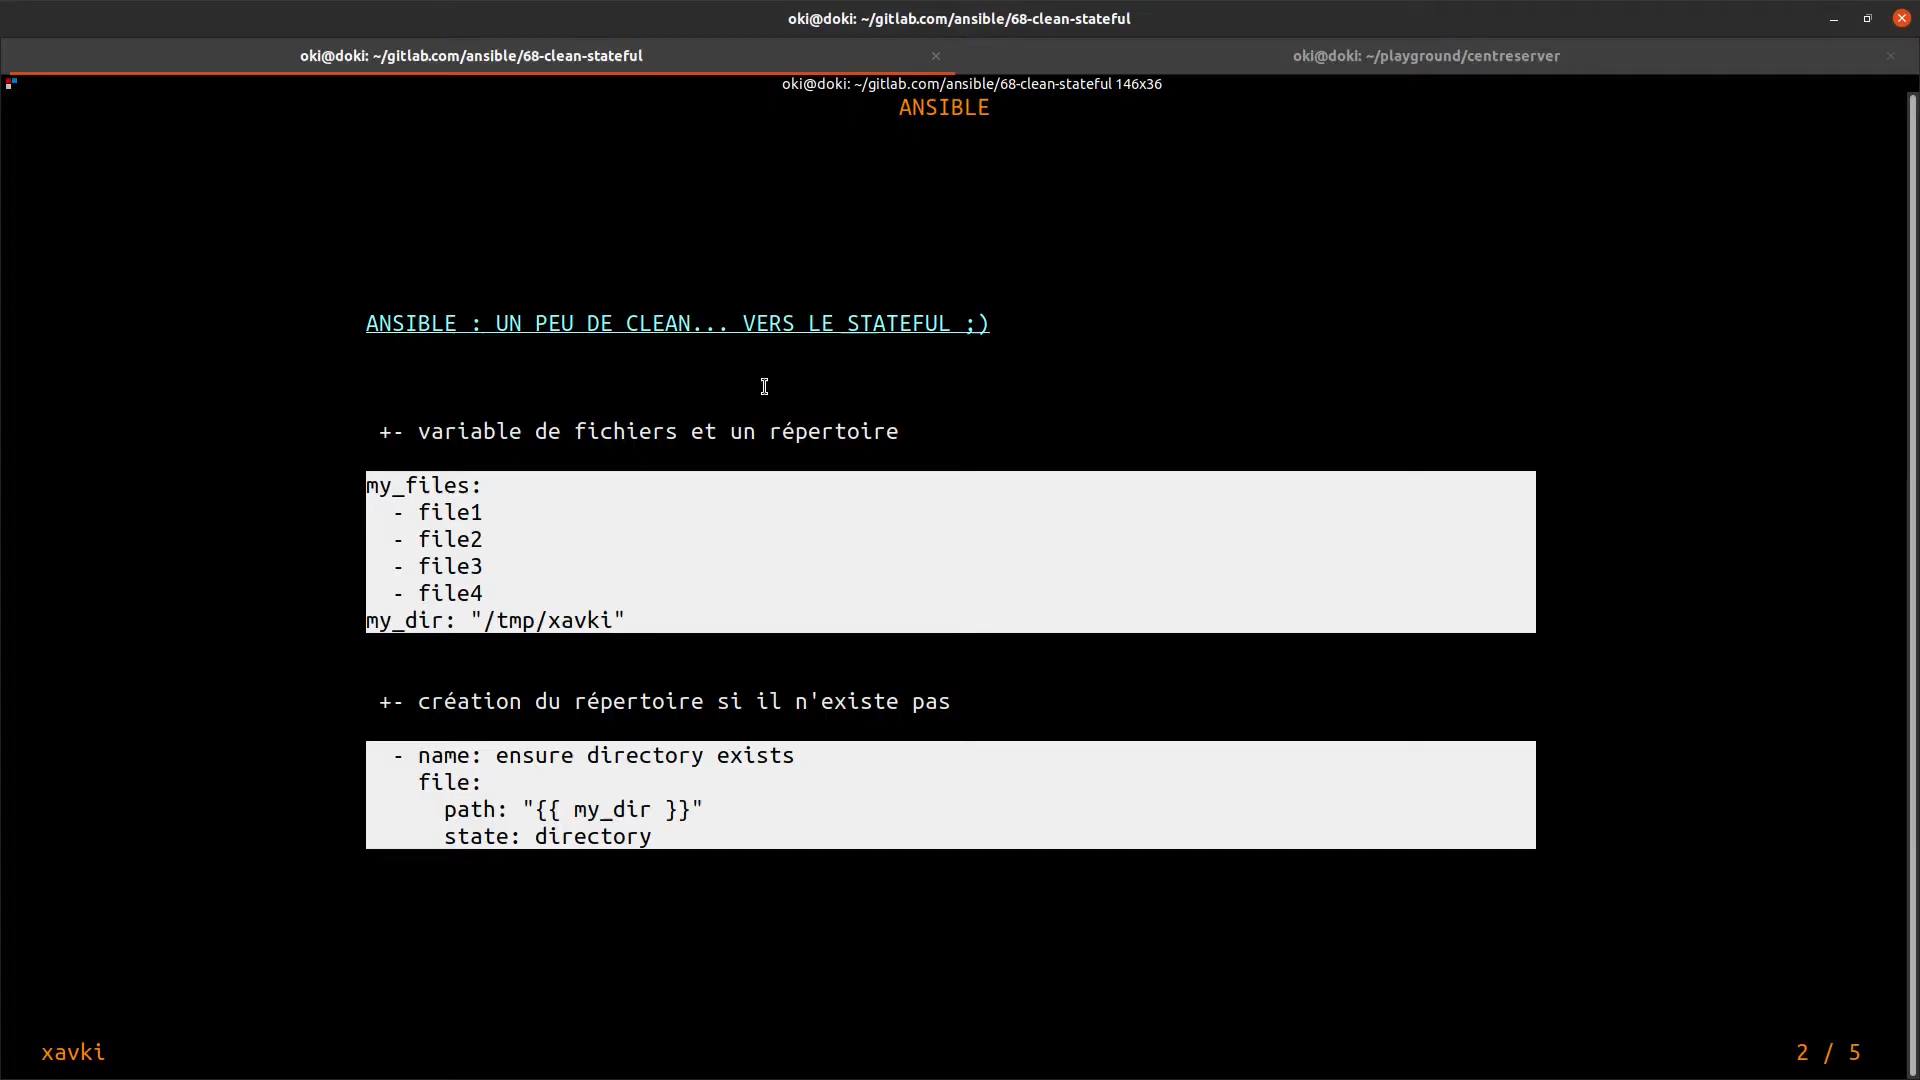 oki@doki: ~/gitlab.com/ansible/68-clean-stateful
oki@doki: ~/gitlab.com/ansible/68-clean-stateful
oki@doki: ~/playground/centreserver
oki@doki: ~/gitlab.com/ansible/68-clean-stateful 146x36
ANSIBLE
ANSIBLE : UN PEU DE CLEAN... VERS LE STATEFUL ;)
+- variable de fichiers et un répertoire
my_files:
  - file1
  - file2
  - file3
  - file4
my_dir: "/tmp/xavki"
+- création du répertoire si il n'existe pas
  - name: ensure directory exists
    file:
      path: "{{ my_dir }}"
      state: directory
xavki
2 / 5